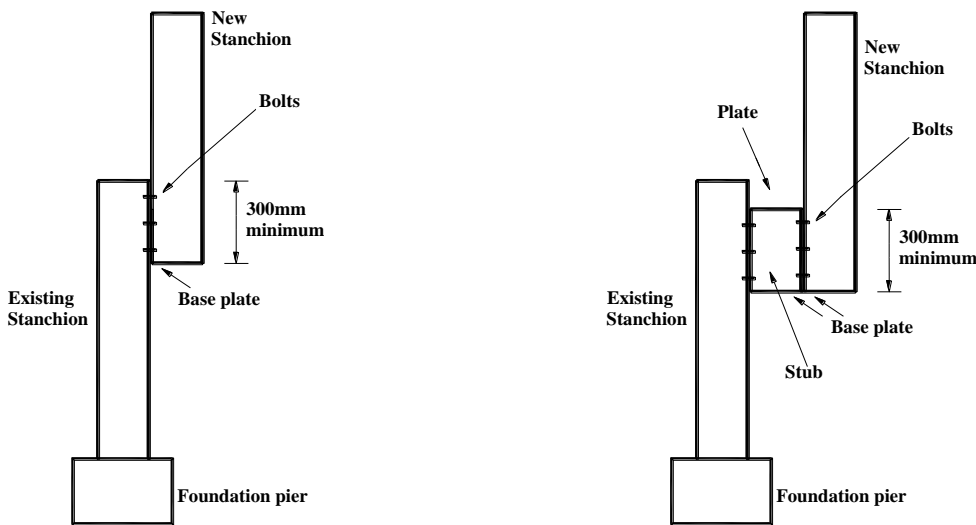 New
Stanchion
Bolts
300mm
minimum
Base plate
Existing
Stanchion
Foundation pier
New
Stanchion
Plate
Bolts
300mm
minimum
Existing
Stanchion
Base plate
Stub
Foundation pier